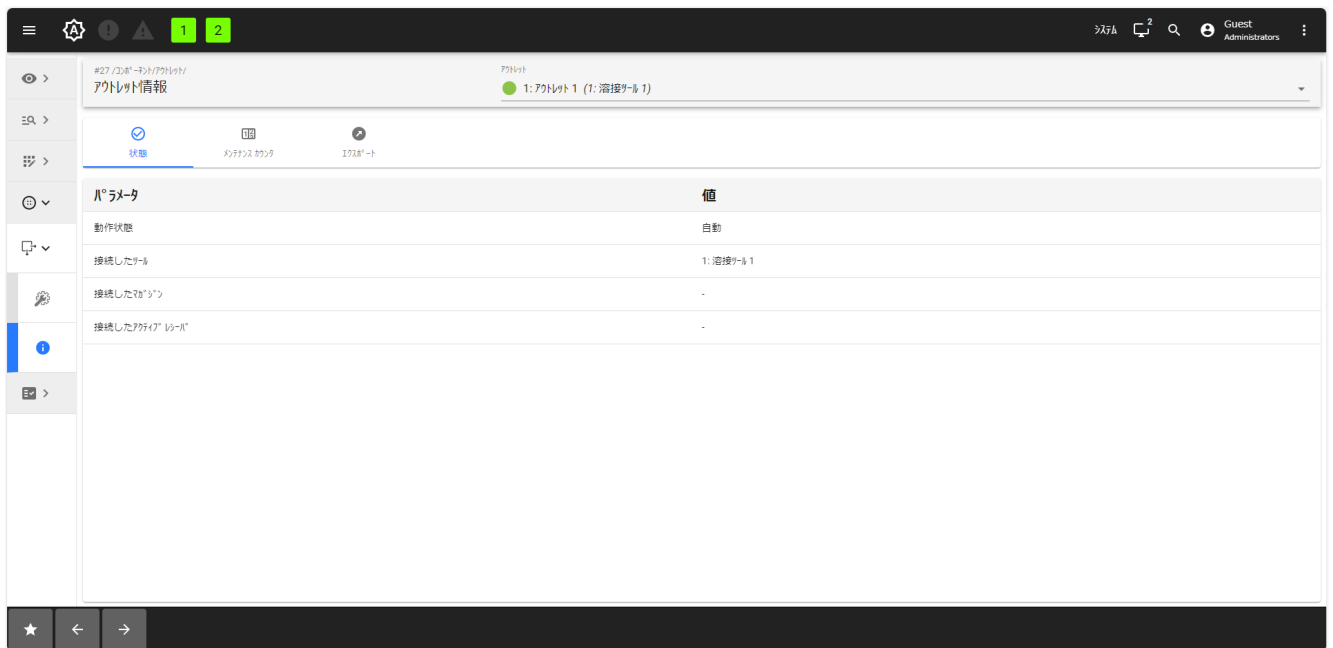 1 2 ｼｽﾃﾑ 2 Guest
Administrators
#27 /ｺﾝﾎﾟｰﾈﾝﾄ/ｱｳﾄﾚｯﾄ/
ｱｳﾄﾚｯﾄ情報
ｱｳﾄﾚｯﾄ
1: ｱｳﾄﾚｯﾄ 1 (1: 溶接ﾂｰﾙ 1)
状態 ﾒﾝﾃﾅﾝｽ ｶｳﾝﾀ ｴｸｽﾎﾟｰﾄ
ﾊﾟﾗﾒｰﾀ 値
動作状態 自動
接続したﾂｰﾙ 1: 溶接ﾂｰﾙ 1
接続したﾏｶﾞｼﾞﾝ -
接続したｱｸﾃｨﾌﾞ ﾚｼｰﾊﾞ -